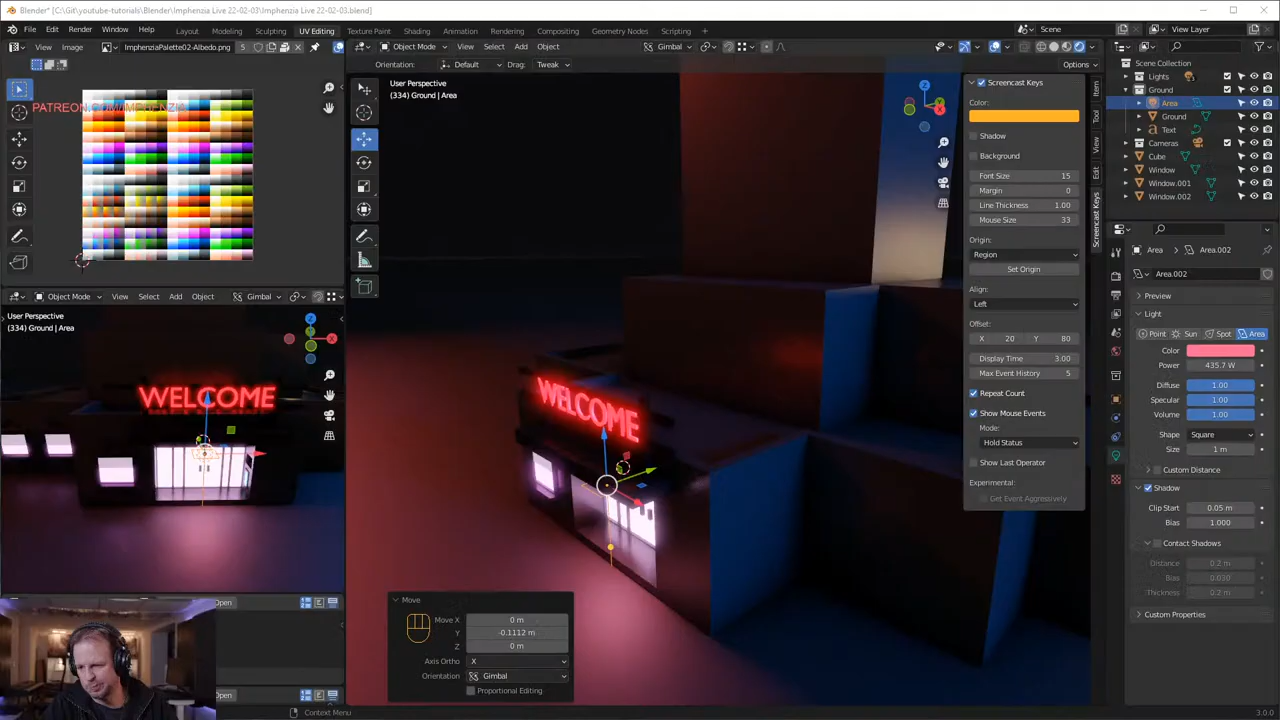 Blender* [C:\Git\youtube-tutorials\Blender\Imphenzia Live 22-02-03\Imphenzia Live 22-02-03.blend]
File Edit Render Window Help
Layout Modeling Sculpting UV Editing Texture Paint Shading Animation Rendering Compositing Geometry Nodes Scripting
Scene
View Layer
View Image ImphenziaPalette02-Albedo.png 5
PATREON.COM/IMPHENZIA
Object Mode View Select Add Object Gimbal
User Perspective
(334) Ground | Area
WELCOME
Open
Object Mode View Select Add Object Gimbal
Orientation: Default Drag: Tweak Options
User Perspective
(334) Ground | Area
WELCOME
Move
Move X 0 m
Y -0.1112 m
Z 0 m
Axis Ortho X
Orientation Gimbal
Proportional Editing
Screencast Keys
Color:
Shadow
Background
Font Size 15
Margin 0
Line Thickness 1.00
Mouse Size 33
Origin:
Region
Set Origin
Align:
Left
Offset:
X 20 Y 80
Display Time 3.00
Max Event History 5
Repeat Count
Show Mouse Events
Mode:
Hold Status
Show Last Operator
Experimental:
Get Event Aggressively
Item
Tool
View
Edit
Screencast Keys
Scene Collection
Lights
Ground
Area
Ground
Text
Cameras
Cube
Window
Window.001
Window.002
Area Area.002
Area.002
Preview
Light
Point Sun Spot Area
Color
Power 435.7 W
Diffuse 1.00
Specular 1.00
Volume 1.00
Shape Square
Size 1 m
Custom Distance
Shadow
Clip Start 0.05 m
Bias 1.000
Contact Shadows
Distance 0.2 m
Bias 0.030
Thickness 0.2 m
Custom Properties
Open
Context Menu
3.0.0